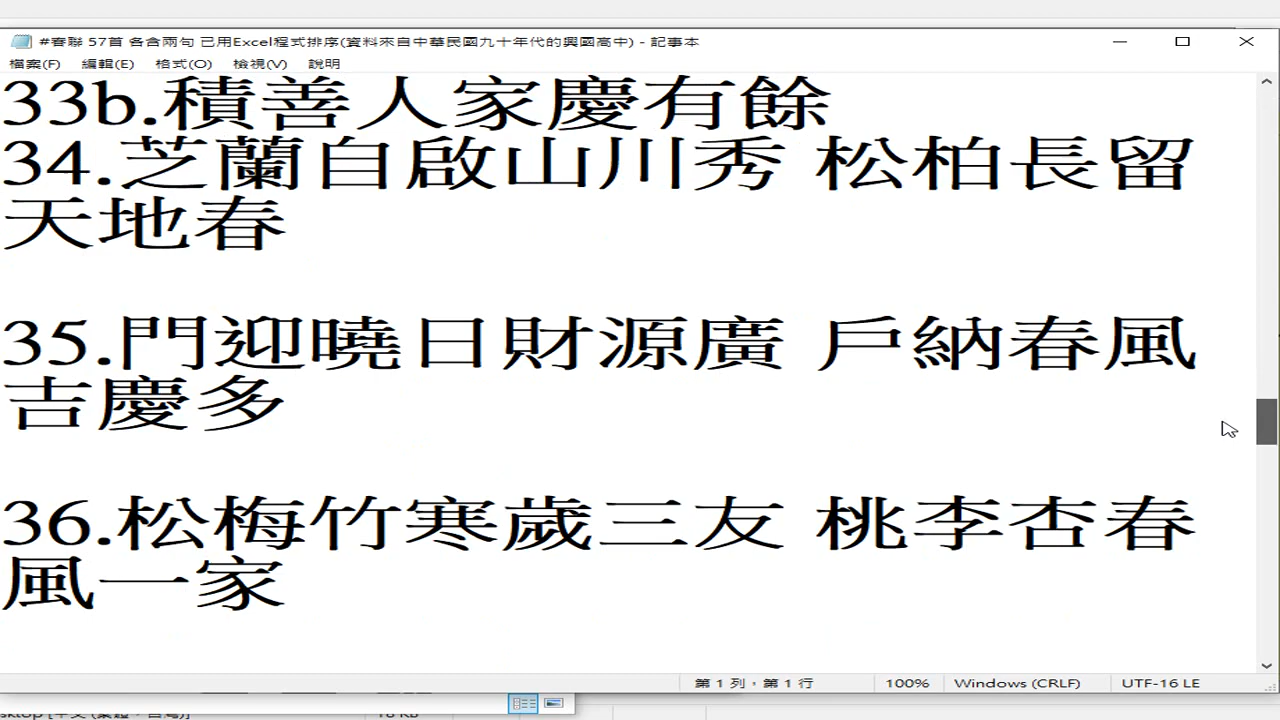 #春聯 57首 各含兩句 已用Excel程式排序(資料來自中華民國九十年代的興國高中) - 記事本
檔案(F) 編輯(E) 格式(O) 檢視(V) 說明
33b.積善人家慶有餘
34.芝蘭自啟山川秀 松柏長留
天地春
35.門迎曉日財源廣 戶納春風
吉慶多
36.松梅竹寒歲三友 桃李杏春
風一家
第 1 列，第 1 行 100% Windows (CRLF) UTF-16 LE